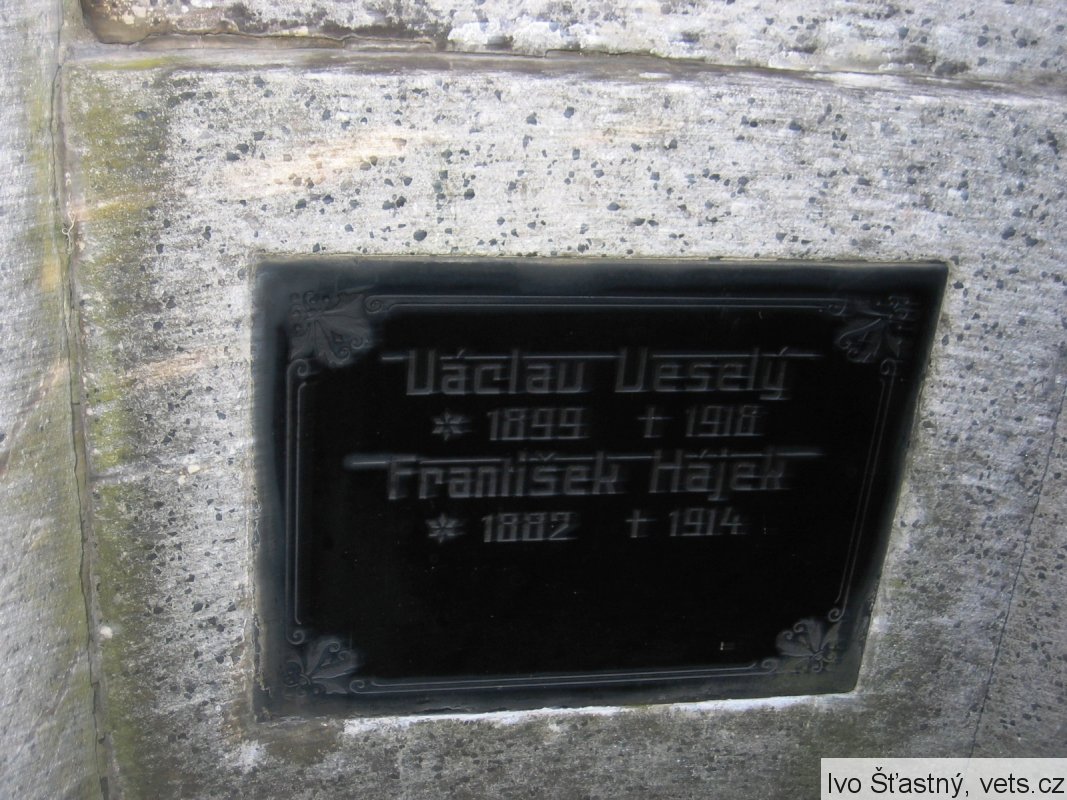 Václav Veselý
* 1899 † 1918
František Hájek
* 1882 † 1914
Ivo Šťastný, vets.cz